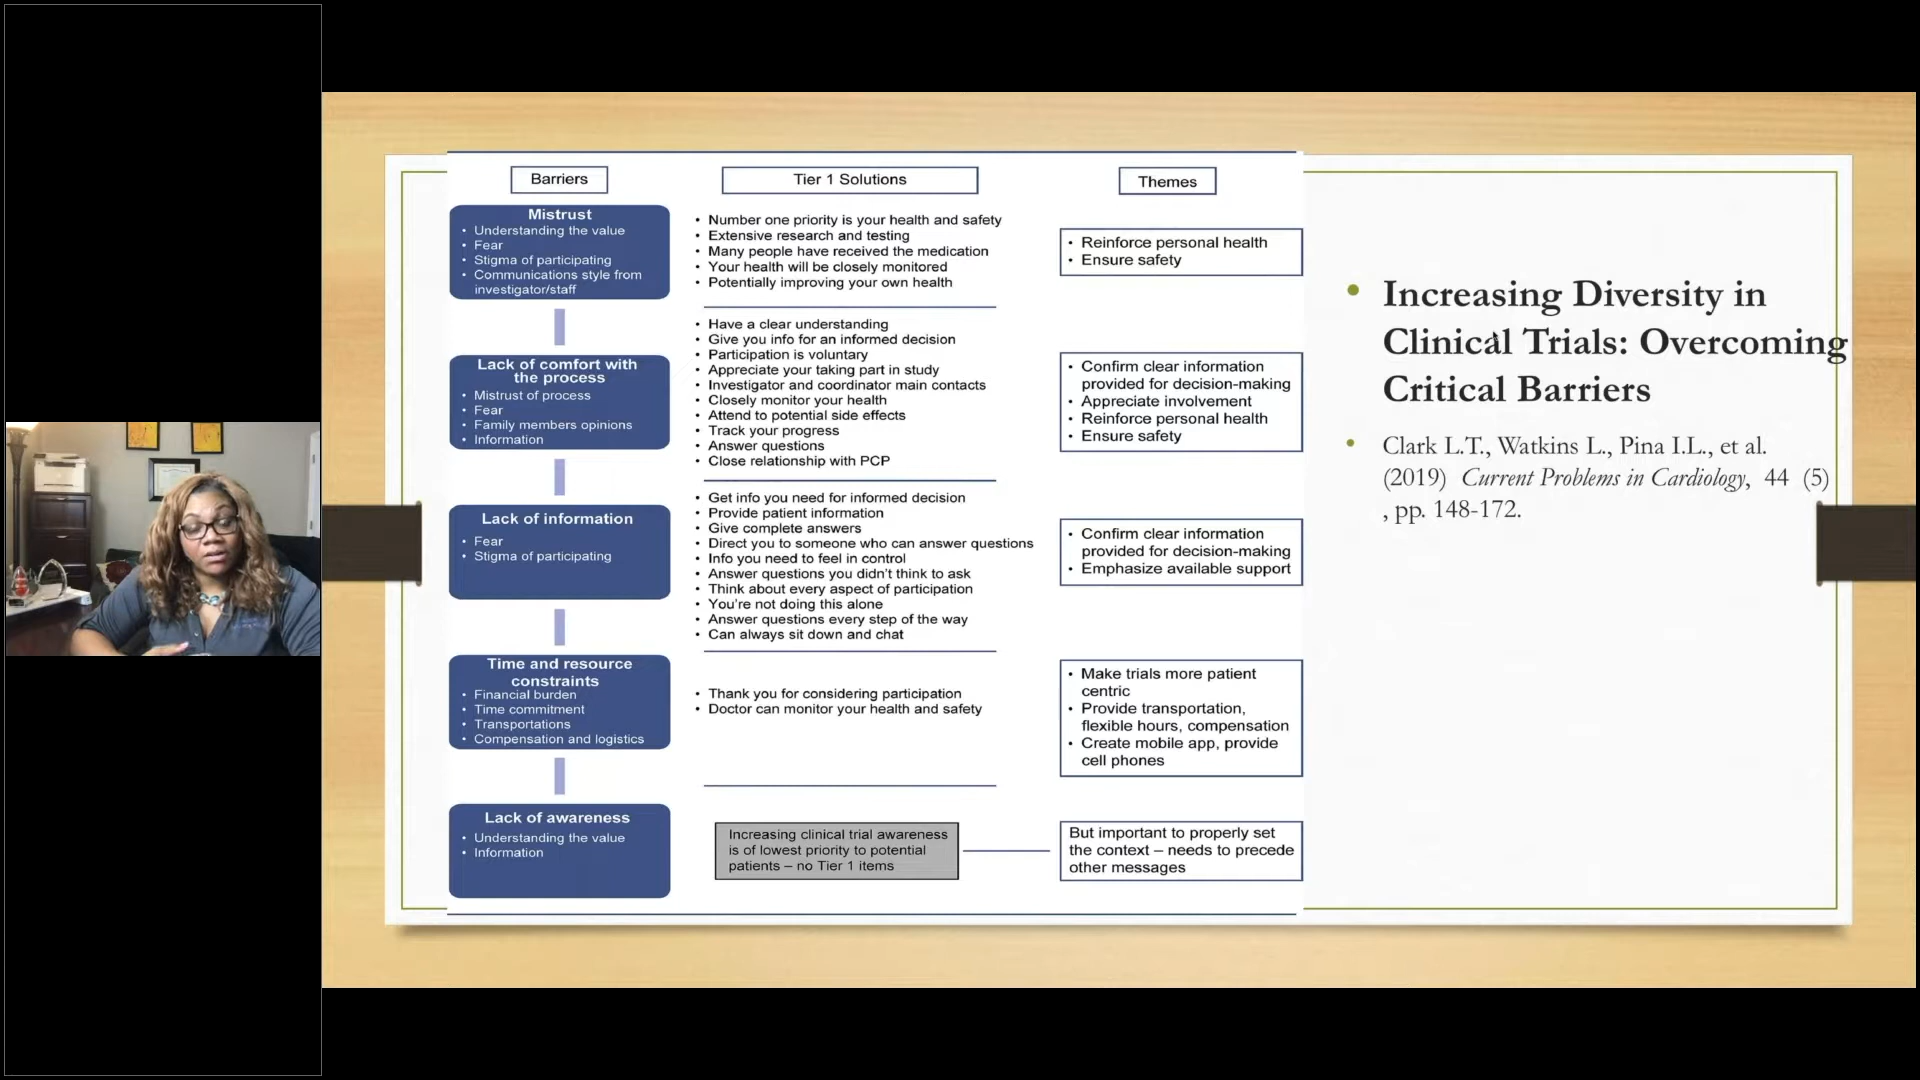 Barriers
Tier 1 Solutions
Themes
Mistrust
• Understanding the value
• Fear
• Stigma of participating
• Communications style from
investigator/staff
• Number one priority is your health and safety
• Extensive research and testing
• Many people have received the medication
• Your health will be closely monitored
• Potentially improving your own health
• Reinforce personal health
• Ensure safety
Lack of comfort with
the process
• Mistrust of process
• Fear
• Family members opinions
• Information
• Have a clear understanding
• Give you info for an informed decision
• Participation is voluntary
• Appreciate your taking part in study
• Investigator and coordinator main contacts
• Closely monitor your health
• Attend to potential side effects
• Track your progress
• Answer questions
• Close relationship with PCP
• Confirm clear information
provided for decision-making
• Appreciate involvement
• Reinforce personal health
• Ensure safety
Lack of information
• Fear
• Stigma of participating
• Get info you need for informed decision
• Provide patient information
• Give complete answers
• Direct you to someone who can answer questions
• Info you need to feel in control
• Answer questions you didn't think to ask
• Think about every aspect of participation
• You're not doing this alone
• Answer questions every step of the way
• Can always sit down and chat
• Confirm clear information
provided for decision-making
• Emphasize available support
Time and resource
constraints
• Financial burden
• Time commitment
• Transportations
• Compensation and logistics
• Thank you for considering participation
• Doctor can monitor your health and safety
• Make trials more patient
centric
• Provide transportation,
flexible hours, compensation
• Create mobile app, provide
cell phones
Lack of awareness
• Understanding the value
• Information
Increasing clinical trial awareness
is of lowest priority to potential
patients – no Tier 1 items
But important to properly set
the context – needs to precede
other messages
• Increasing Diversity in
Clinical Trials: Overcoming
Critical Barriers
• Clark L.T., Watkins L., Pina I.L., et al.
(2019) Current Problems in Cardiology, 44 (5)
, pp. 148-172.